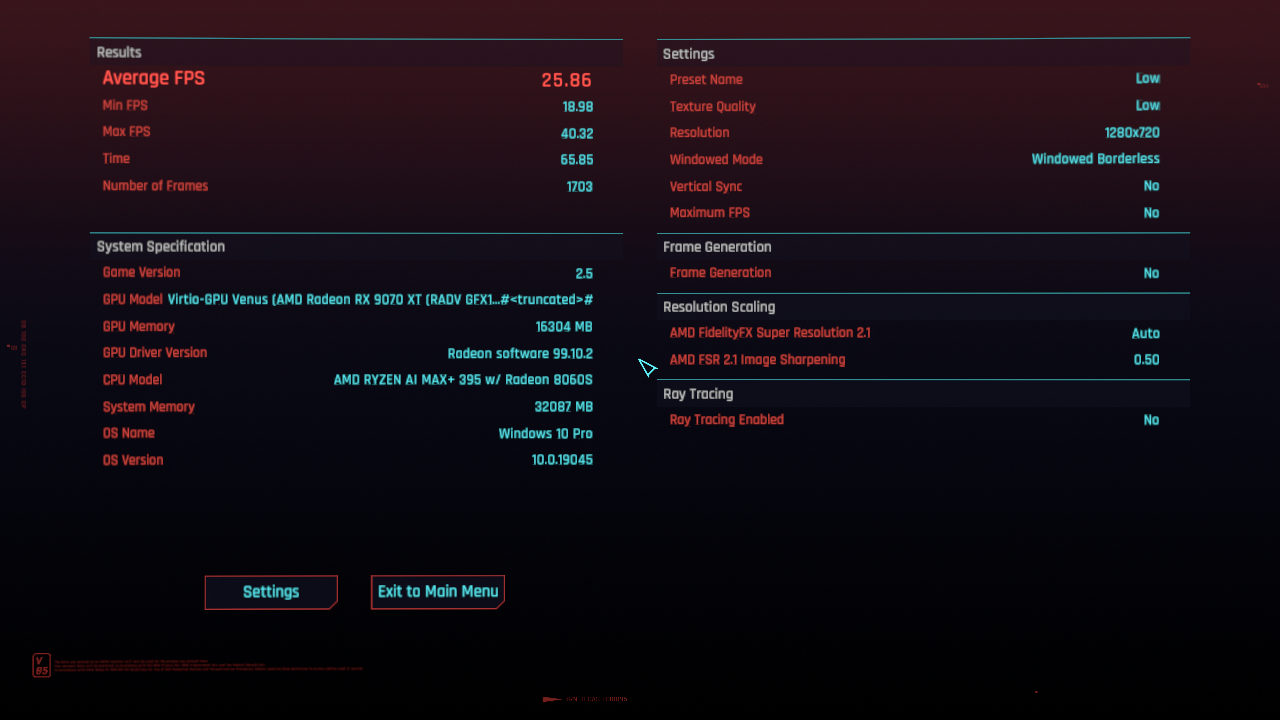 Results
Average FPS 25.86
Min FPS 18.98
Max FPS 40.32
Time 65.85
Number of Frames 1703
System Specification
Game Version 2.5
GPU Model Virtio-GPU Venus (AMD Radeon RX 9070 XT (RADV GFX1...#<truncated>#
GPU Memory 16304 MB
GPU Driver Version Radeon software 99.10.2
CPU Model AMD RYZEN AI MAX+ 395 w/ Radeon 8060S
System Memory 32087 MB
OS Name Windows 10 Pro
OS Version 10.0.19045
Settings
Preset Name Low
Texture Quality Low
Resolution 1280x720
Windowed Mode Windowed Borderless
Vertical Sync No
Maximum FPS No
Frame Generation
Frame Generation No
Resolution Scaling
AMD FidelityFX Super Resolution 2.1 Auto
AMD FSR 2.1 Image Sharpening 0.50
Ray Tracing
Ray Tracing Enabled No
Settings
Exit to Main Menu
V
85